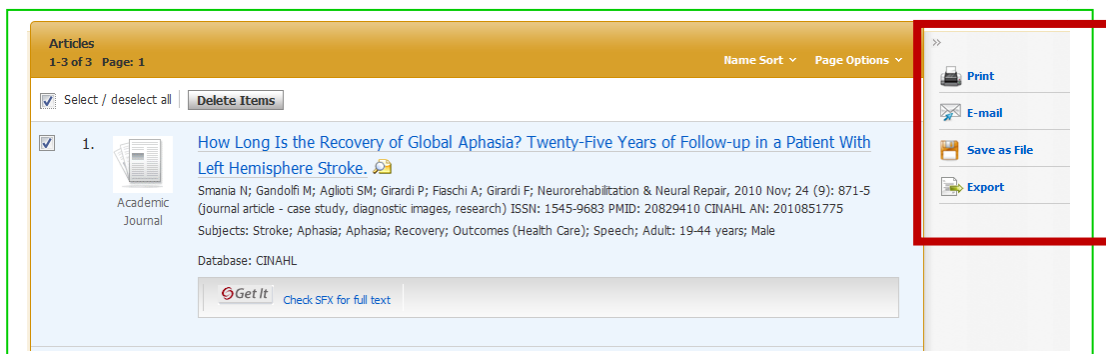 Articles
1-3 of 3 Page: 1
Name Sort Page Options
Select / deselect all Delete Items
1.
How Long Is the Recovery of Global Aphasia? Twenty-Five Years of Follow-up in a Patient With
Left Hemisphere Stroke.
Smania N; Gandolfi M; Aglioti SM; Girardi P; Fiaschi A; Girardi F; Neurorehabilitation & Neural Repair, 2010 Nov; 24 (9): 871-5
(journal article - case study, diagnostic images, research) ISSN: 1545-9683 PMID: 20829410 CINAHL AN: 2010851775
Subjects: Stroke; Aphasia; Aphasia; Recovery; Outcomes (Health Care); Speech; Adult: 19-44 years; Male
Academic
Journal
Database: CINAHL
Get It Check SFX for full text
»
Print
E-mail
Save as File
Export